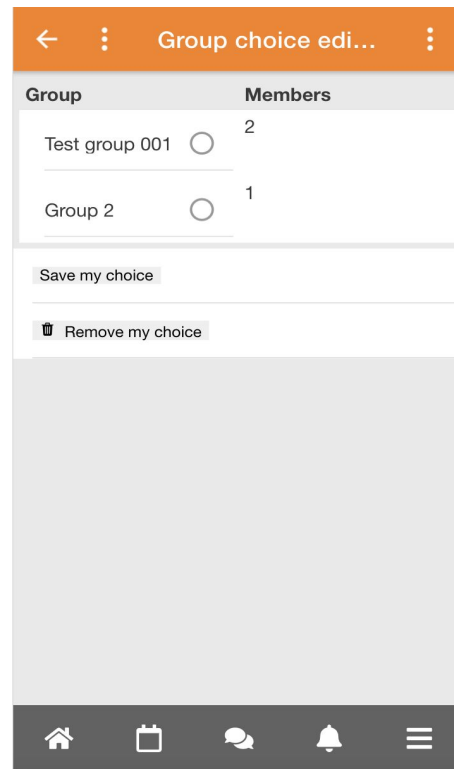 Group choice edi...
Group Members
Test group 001 2
Group 2 1
Save my choice
Remove my choice